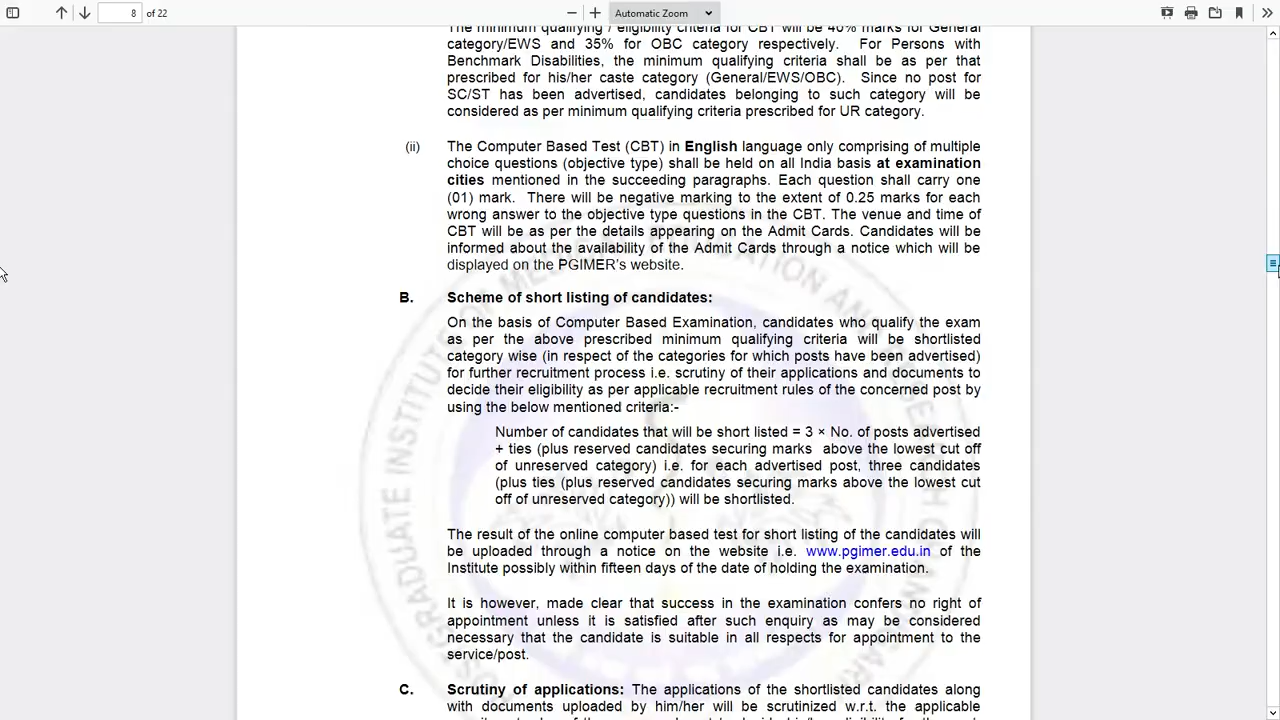 8 of 22
Automatic Zoom
The minimum qualifying / eligibility criteria for CBT will be 40% marks for General
category/EWS and 35% for OBC category respectively. For Persons with
Benchmark Disabilities, the minimum qualifying criteria shall be as per that
prescribed for his/her caste category (General/EWS/OBC). Since no post for
SC/ST has been advertised, candidates belonging to such category will be
considered as per minimum qualifying criteria prescribed for UR category.
(ii) The Computer Based Test (CBT) in English language only comprising of multiple
choice questions (objective type) shall be held on all India basis at examination
cities mentioned in the succeeding paragraphs. Each question shall carry one
(01) mark. There will be negative marking to the extent of 0.25 marks for each
wrong answer to the objective type questions in the CBT. The venue and time of
CBT will be as per the details appearing on the Admit Cards. Candidates will be
informed about the availability of the Admit Cards through a notice which will be
displayed on the PGIMER's website.
B. Scheme of short listing of candidates:
On the basis of Computer Based Examination, candidates who qualify the exam
as per the above prescribed minimum qualifying criteria will be shortlisted
category wise (in respect of the categories for which posts have been advertised)
for further recruitment process i.e. scrutiny of their applications and documents to
decide their eligibility as per applicable recruitment rules of the concerned post by
using the below mentioned criteria:-
Number of candidates that will be short listed = 3 × No. of posts advertised
+ ties (plus reserved candidates securing marks above the lowest cut off
of unreserved category) i.e. for each advertised post, three candidates
(plus ties (plus reserved candidates securing marks above the lowest cut
off of unreserved category)) will be shortlisted.
The result of the online computer based test for short listing of the candidates will
be uploaded through a notice on the website i.e. www.pgimer.edu.in of the
Institute possibly within fifteen days of the date of holding the examination.
It is however, made clear that success in the examination confers no right of
appointment unless it is satisfied after such enquiry as may be considered
necessary that the candidate is suitable in all respects for appointment to the
service/post.
C. Scrutiny of applications: The applications of the shortlisted candidates along
with documents uploaded by him/her will be scrutinized w.r.t. the applicable